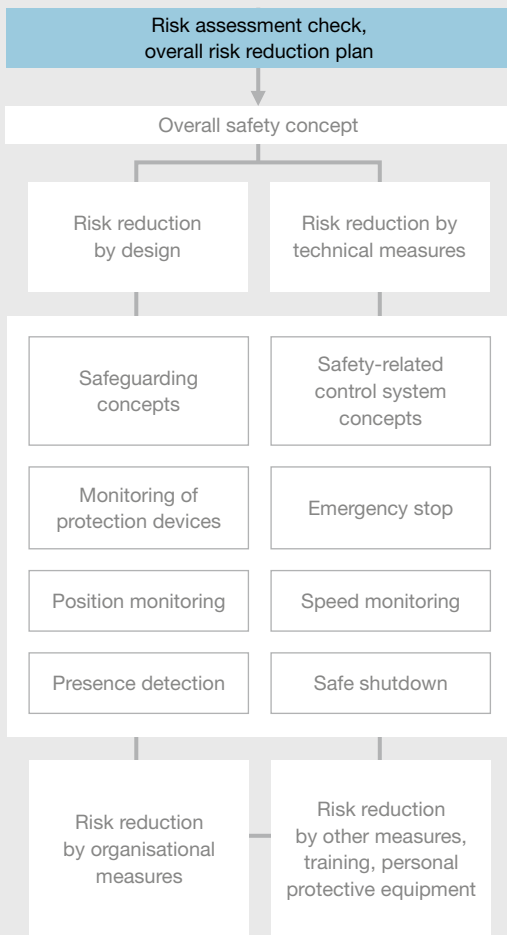 Risk assessment check,
overall risk reduction plan
Overall safety concept
Risk reduction
by design
Risk reduction by
technical measures
Safeguarding
concepts
Safety-related
control system
concepts
Monitoring of
protection devices
Emergency stop
Position monitoring
Speed monitoring
Presence detection
Safe shutdown
Risk reduction
by organisational
measures
Risk reduction
by other measures,
training, personal
protective equipment